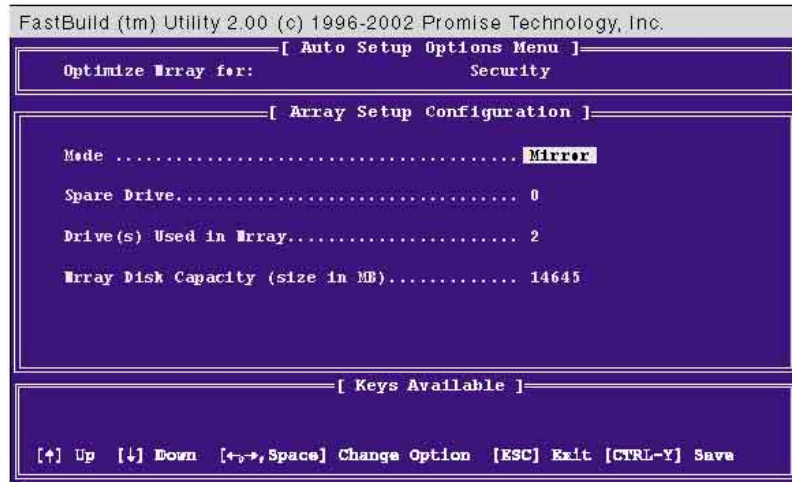 FastBuild (tm) Utility 2.00 (c) 1996-2002 Promise Technology, Inc.
[ Auto Setup Options Menu ]
Optimize Array for: Security
[ Array Setup Configuration ]
Mode ........................................ Mirror
Spare Drive.................................. 0
Drive(s) Used in Array....................... 2
Array Disk Capacity (size in MB)............. 14645
[ Keys Available ]
[↑] Up [↓] Down [←,→,Space] Change Option [ESC] Exit [CTRL-Y] Save